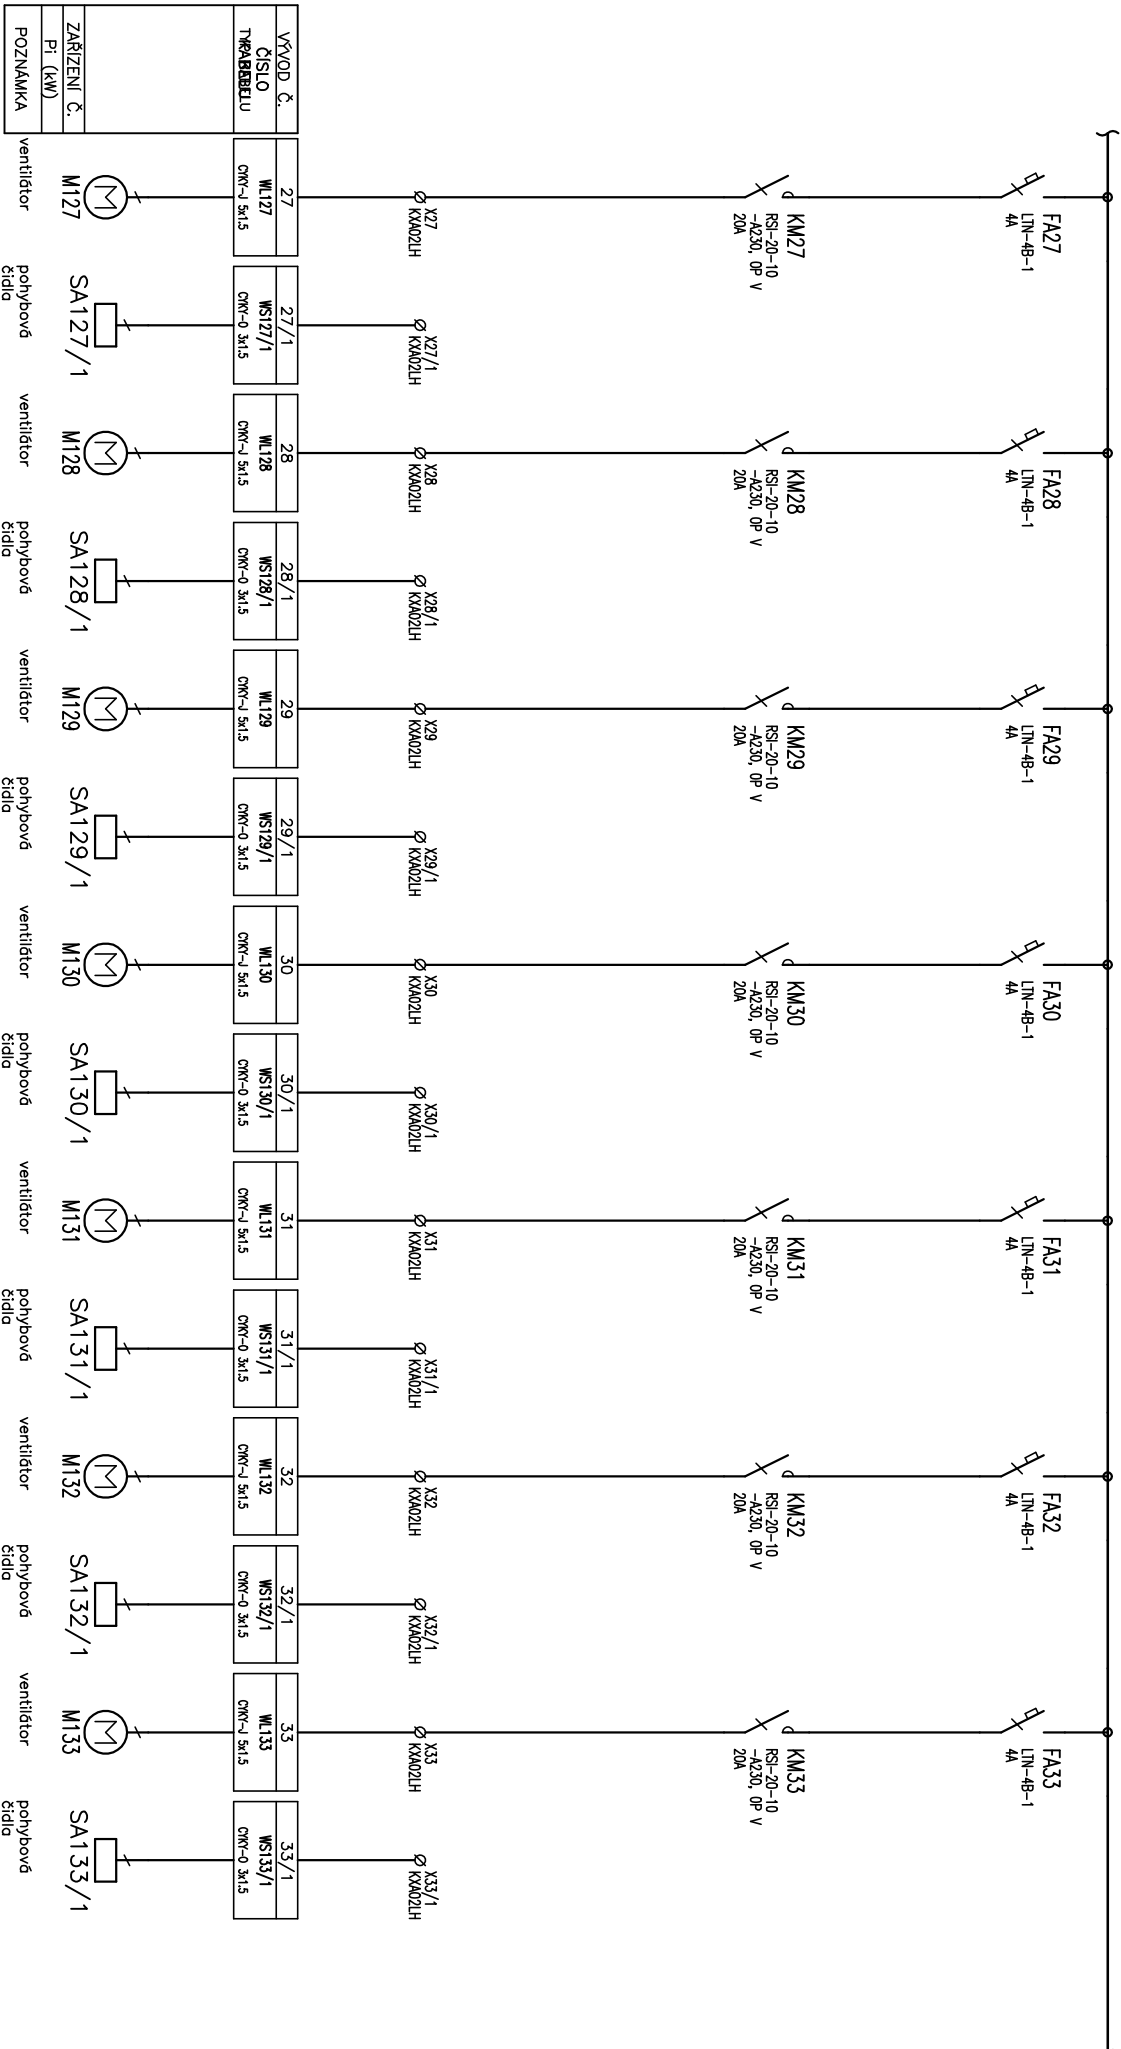 FA27
LTN-4B-1
4A
FA28
LTN-4B-1
4A
FA29
LTN-4B-1
4A
FA30
LTN-4B-1
4A
FA31
LTN-4B-1
4A
FA32
LTN-4B-1
4A
FA33
LTN-4B-1
4A
KM27
RSI-20-10
-A230, 0P V
20A
KM28
RSI-20-10
-A230, 0P V
20A
KM29
RSI-20-10
-A230, 0P V
20A
KM30
RSI-20-10
-A230, 0P V
20A
KM31
RSI-20-10
-A230, 0P V
20A
KM32
RSI-20-10
-A230, 0P V
20A
KM33
RSI-20-10
-A230, 0P V
20A
X27
KXA02LH
X27/1
KXA02LH
X28
KXA02LH
X28/1
KXA02LH
X29
KXA02LH
X29/1
KXA02LH
X30
KXA02LH
X30/1
KXA02LH
X31
KXA02LH
X31/1
KXA02LH
X32
KXA02LH
X32/1
KXA02LH
X33
KXA02LH
X33/1
KXA02LH
VÝVOD Č.
27
27/1
28
28/1
29
29/1
30
30/1
31
31/1
32
32/1
33
33/1
ČÍSLO
WL127
WS127/1
WL128
WS128/1
WL129
WS129/1
WL130
WS130/1
WL131
WS131/1
WL132
WS132/1
WL133
WS133/1
CYKY-J 5x1.5
CYKY-O 3x1.5
CYKY-J 5x1.5
CYKY-O 3x1.5
CYKY-J 5x1.5
CYKY-O 3x1.5
CYKY-J 5x1.5
CYKY-O 3x1.5
CYKY-J 5x1.5
CYKY-O 3x1.5
CYKY-J 5x1.5
CYKY-O 3x1.5
CYKY-J 5x1.5
CYKY-O 3x1.5
M
M
M
M
M
M
M
ZAŘÍZENÍ Č.
M127
SA127/1
M128
SA128/1
M129
SA129/1
M130
SA130/1
M131
SA131/1
M132
SA132/1
M133
SA133/1
Pi (kW)
POZNÁMKA
ventilátor
pohybová
čidla
ventilátor
pohybová
čidla
ventilátor
pohybová
čidla
ventilátor
pohybová
čidla
ventilátor
pohybová
čidla
ventilátor
pohybová
čidla
ventilátor
pohybová
čidla